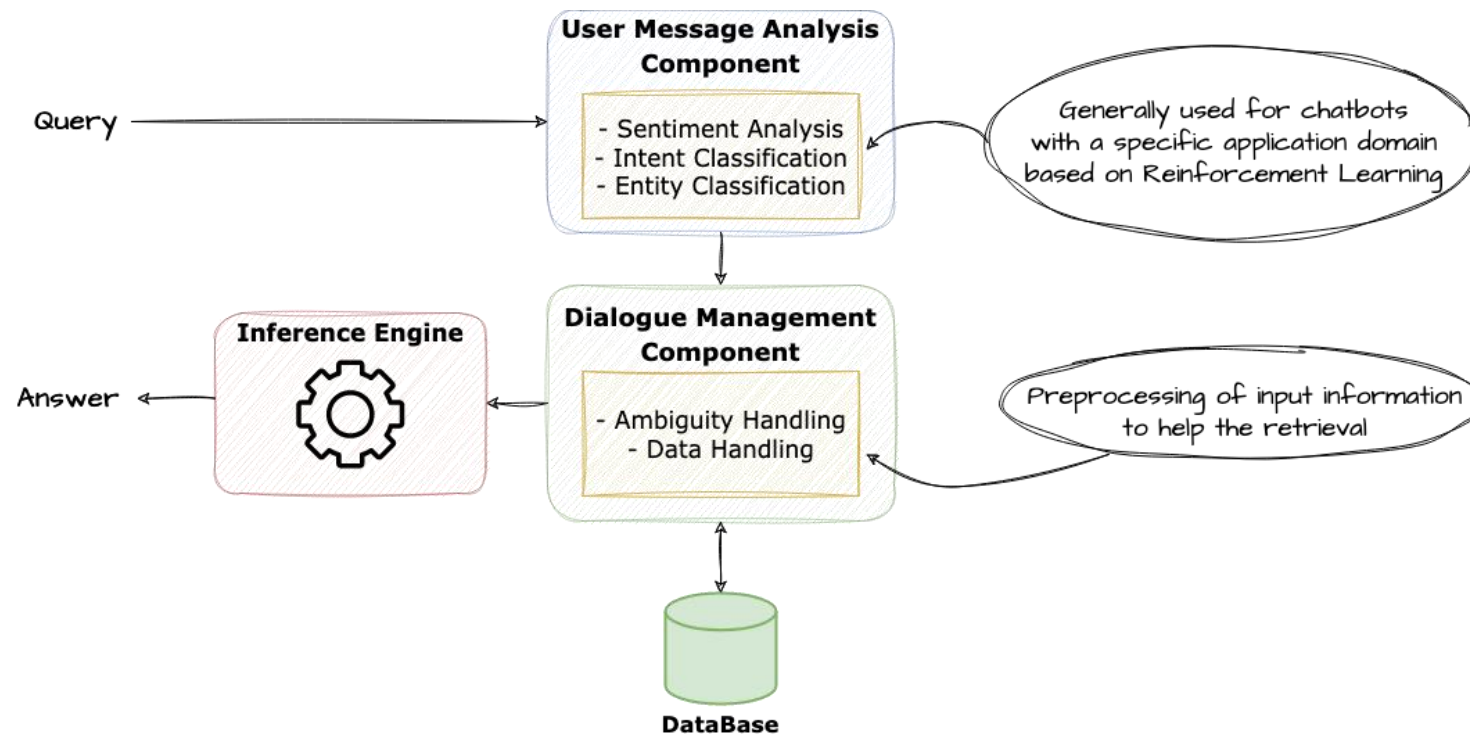 User Message Analysis
Component
Query
- Sentiment Analysis
- Intent Classification
- Entity Classification
Generally used for chatbots
with a specific application domain
based on Reinforcement Learning
Dialogue Management
Component
- Ambiguity Handling
- Data Handling
Preprocessing of input information
to help the retrieval
Inference Engine
Answer
DataBase